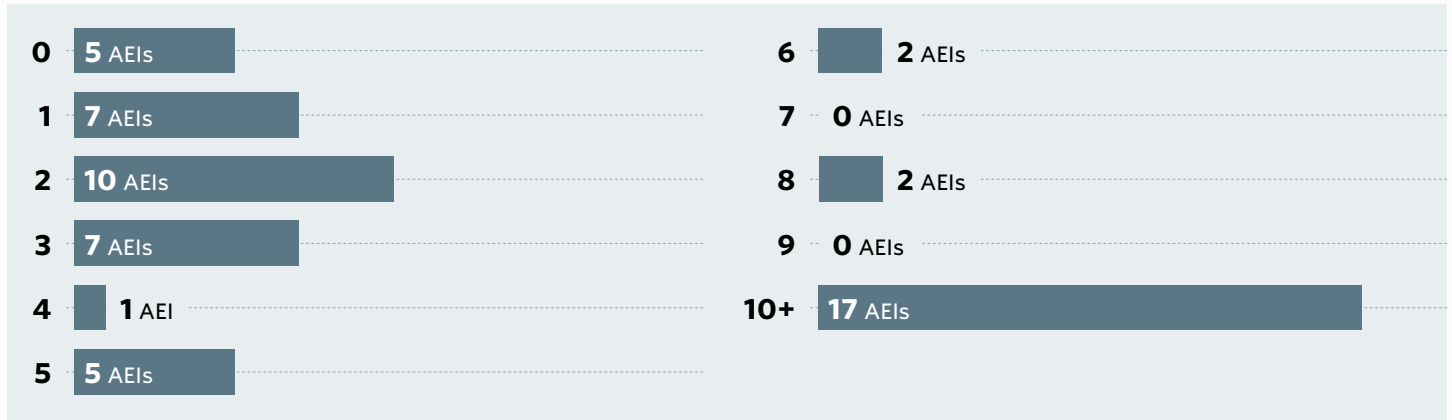 0 5 AEIs
1 7 AEIs
2 10 AEIs
3 7 AEIs
4 1 AEI
5 5 AEIs
6 2 AEIs
7 0 AEIs
8 2 AEIs
9 0 AEIs
10+ 17 AEIs